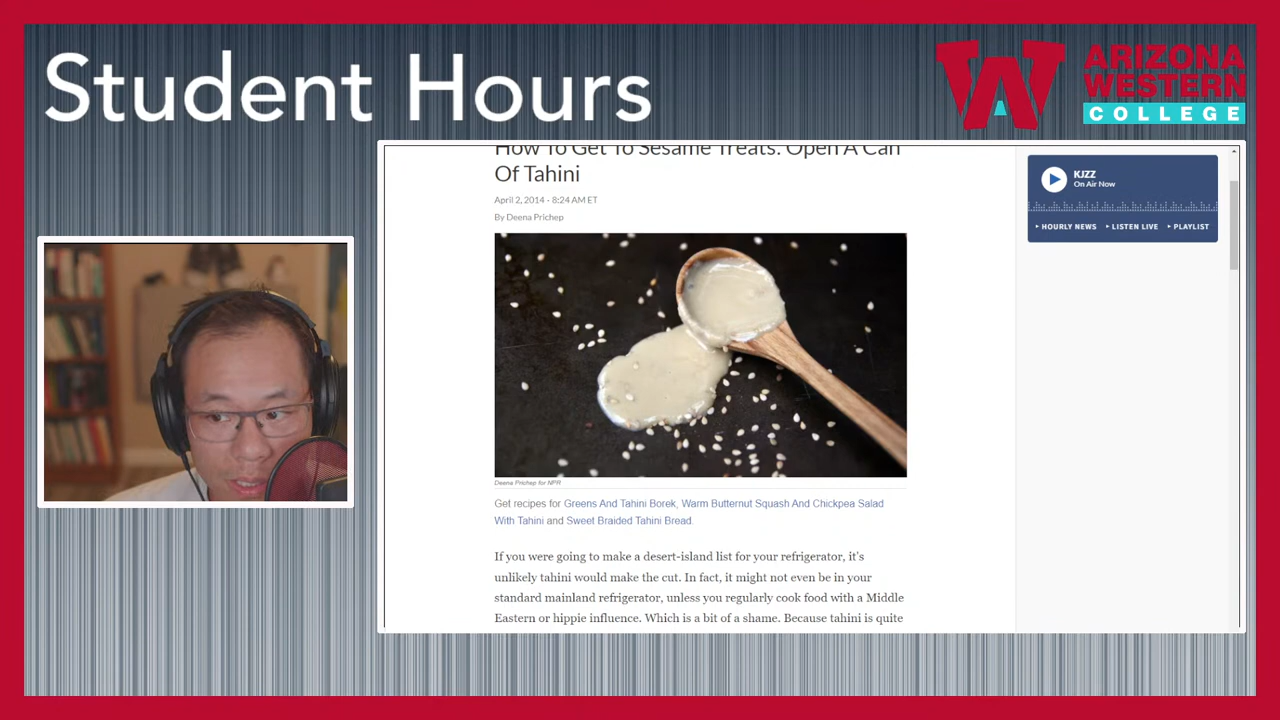 Student Hours
ARIZONA
WESTERN
COLLEGE
How To Get To Sesame Treats: Open A Can
Of Tahini
April 2, 2014 - 8:24 AM ET
By Deena Prichep
Deena Prichep for NPR
Get recipes for Greens And Tahini Borek, Warm Butternut Squash And Chickpea Salad
With Tahini and Sweet Braided Tahini Bread.
If you were going to make a desert-island list for your refrigerator, it's
unlikely tahini would make the cut. In fact, it might not even be in your
standard mainland refrigerator, unless you regularly cook food with a Middle
Eastern or hippie influence. Which is a bit of a shame. Because tahini is quite
KJZZ
On Air Now
HOURLY NEWS
LISTEN LIVE
PLAYLIST